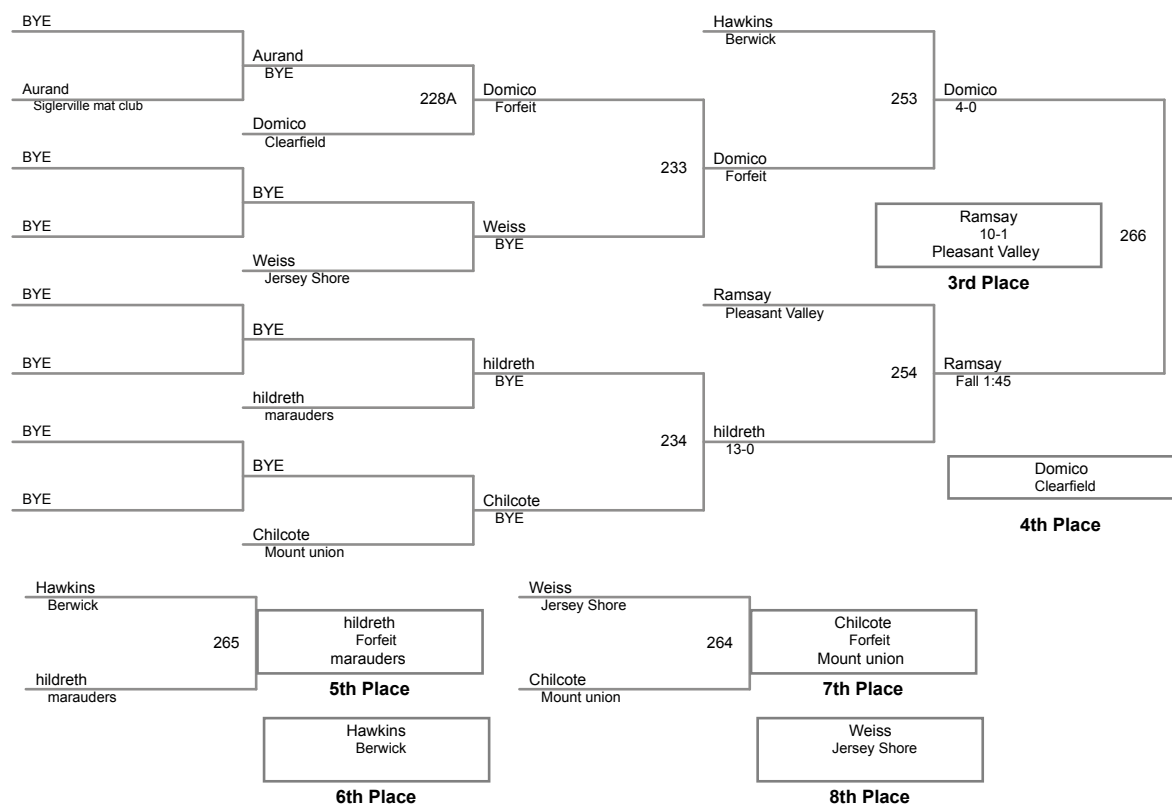 BYE
Aurand
Siglerville mat club
BYE
BYE
BYE
BYE
BYE
BYE
Aurand
BYE
Domico
Clearfield
BYE
Weiss
Jersey Shore
BYE
hildreth
marauders
BYE
Chilcote
Mount union
228A
Domico
Forfeit
Weiss
BYE
hildreth
BYE
Chilcote
BYE
233
234
Hawkins
Berwick
Domico
Forfeit
Ramsay
Pleasant Valley
hildreth
13-0
253
254
Domico
4-0
Ramsay
Fall 1:45
266
Ramsay
10-1
Pleasant Valley
3rd Place
Domico
Clearfield
4th Place
Hawkins
Berwick
hildreth
marauders
265
hildreth
Forfeit
marauders
5th Place
Hawkins
Berwick
6th Place
Weiss
Jersey Shore
Chilcote
Mount union
264
Chilcote
Forfeit
Mount union
7th Place
Weiss
Jersey Shore
8th Place